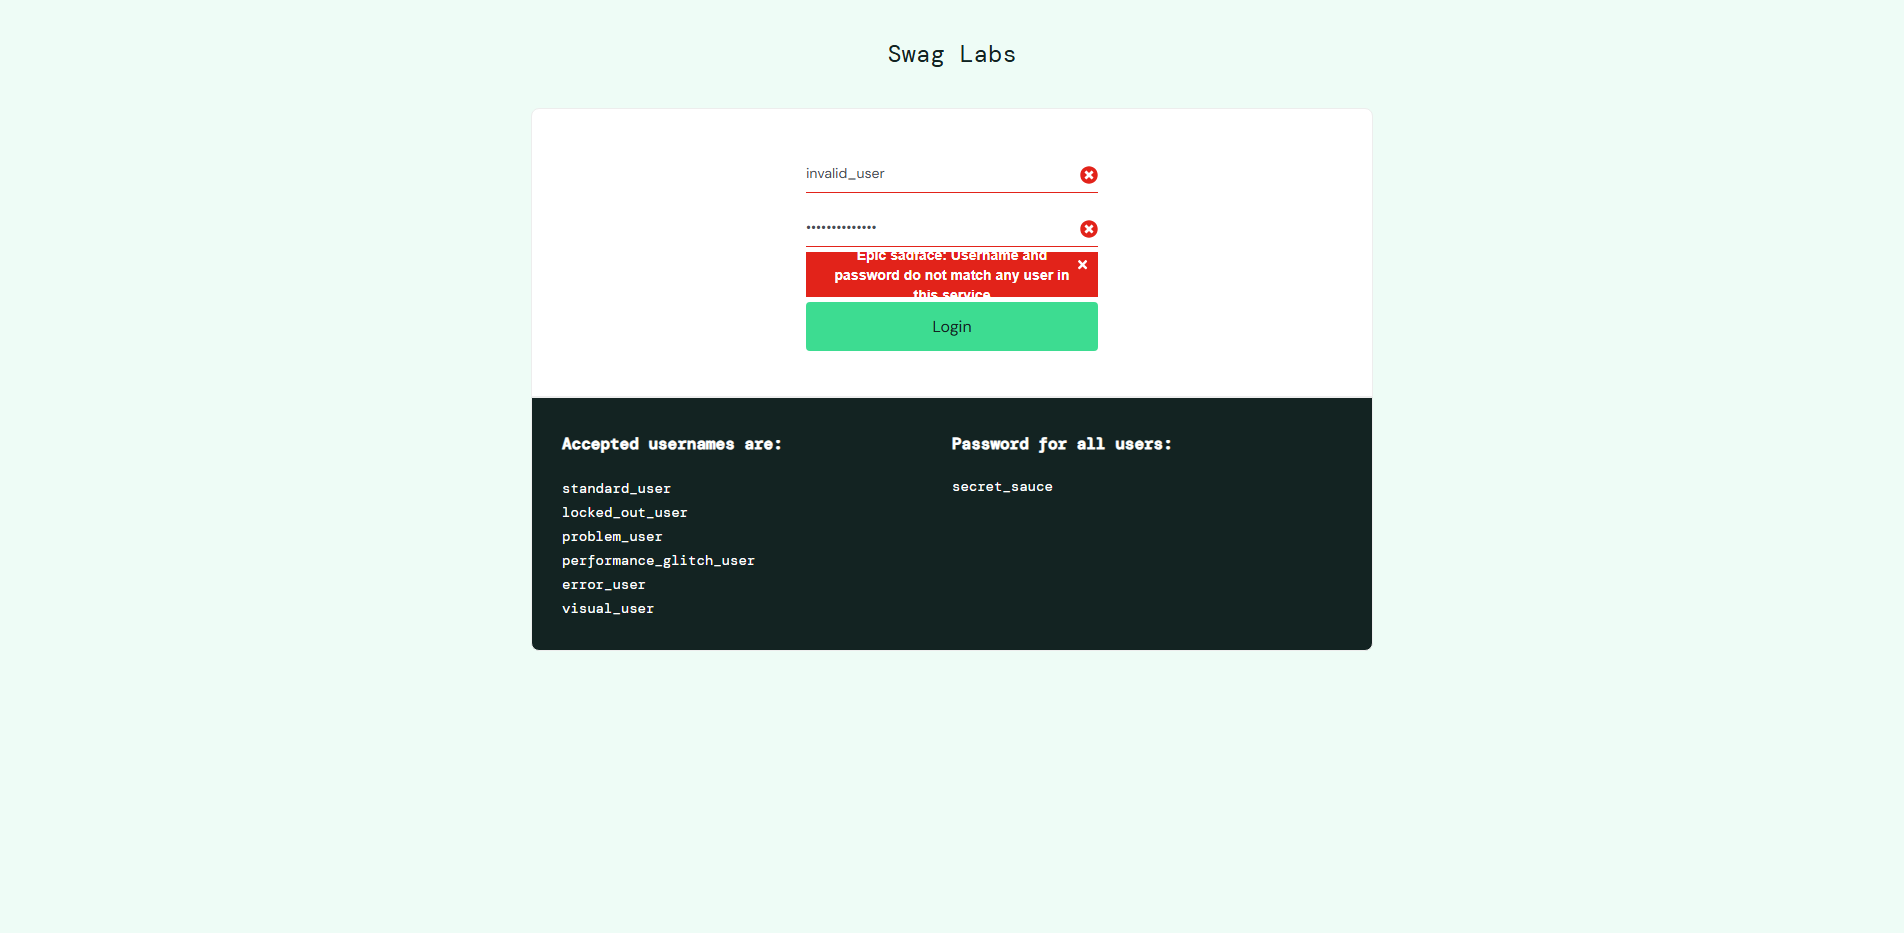 Swag Labs
invalid_user
••••••••••••••
Epic sadface: Username and
password do not match any user in
this service
Login
Accepted usernames are:
standard_user
locked_out_user
problem_user
performance_glitch_user
error_user
visual_user
Password for all users:
secret_sauce